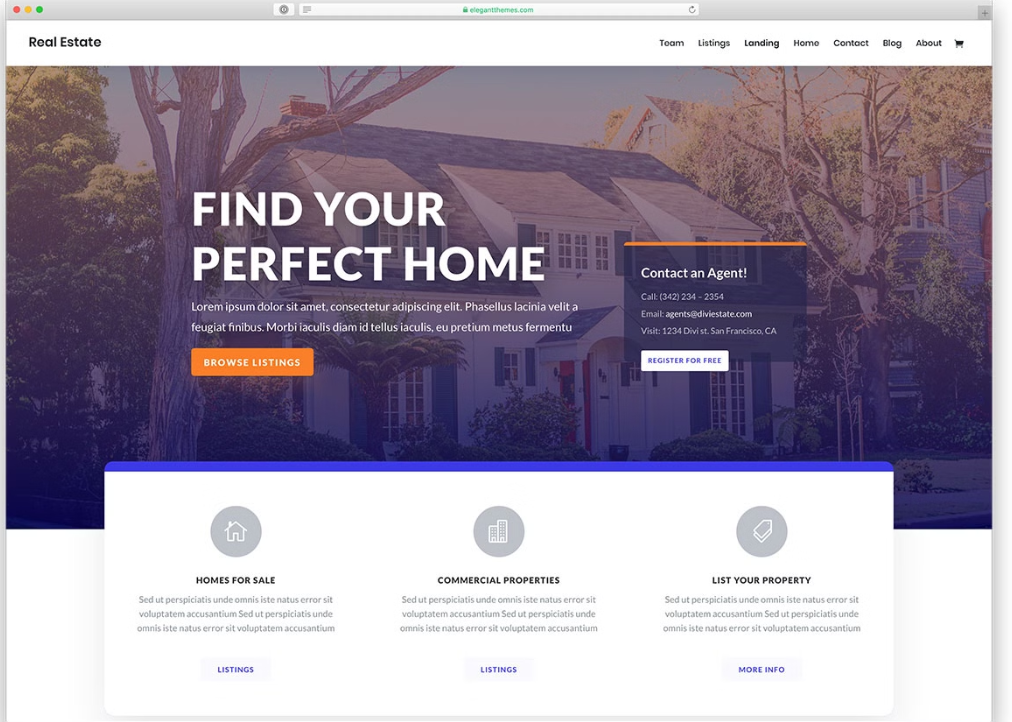 elegantthemes.com
Real Estate
Team Listings Landing Home Contact Blog About
FIND YOUR
PERFECT HOME
Lorem ipsum dolor sit amet, consectetur adipiscing elit. Phasellus lacinia velit a
feugiat finibus. Morbi iaculis diam id tellus iaculis, eu pretium metus fermentu
BROWSE LISTINGS
Contact an Agent!
Call: (342) 234 – 2354
Email: agents@diviestate.com
Visit: 1234 Divi st. San Francisco, CA
REGISTER FOR FREE
HOMES FOR SALE
Sed ut perspiciatis unde omnis iste natus error sit
voluptatem accusantium Sed ut perspiciatis unde
omnis iste natus error sit voluptatem accusantium
LISTINGS
COMMERCIAL PROPERTIES
Sed ut perspiciatis unde omnis iste natus error sit
voluptatem accusantium Sed ut perspiciatis unde
omnis iste natus error sit voluptatem accusantium
LISTINGS
LIST YOUR PROPERTY
Sed ut perspiciatis unde omnis iste natus error sit
voluptatem accusantium Sed ut perspiciatis unde
omnis iste natus error sit voluptatem accusantium
MORE INFO